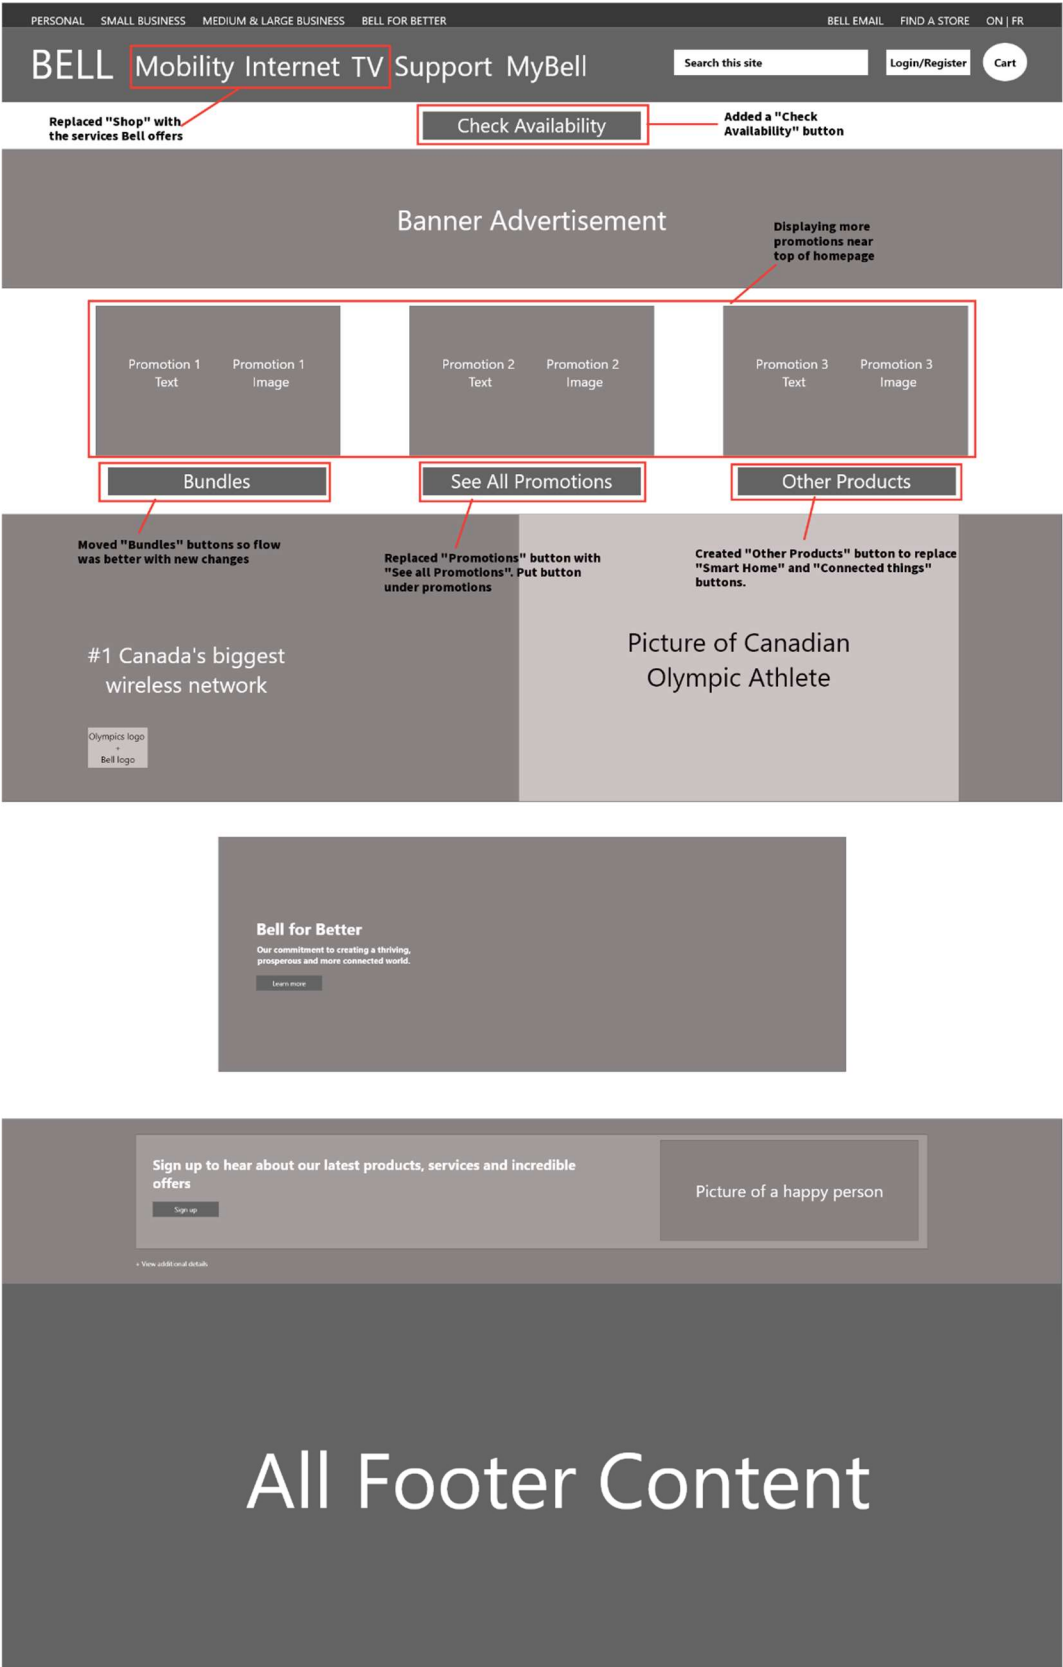 PERSONAL SMALL BUSINESS MEDIUM & LARGE BUSINESS BELL FOR BETTER BELL EMAIL FIND A STORE ON | FR
BELL Mobility Internet TV Support MyBell Search this site Login/Register Cart
Replaced "Shop" with
the services Bell offers
Check Availability
Added a "Check
Availability" button
Banner Advertisement
Displaying more
promotions near
top of homepage
Promotion 1
Text
Promotion 1
Image
Promotion 2
Text
Promotion 2
Image
Promotion 3
Text
Promotion 3
Image
Bundles
See All Promotions
Other Products
Moved "Bundles" buttons so flow
was better with new changes
Replaced "Promotions" button with
"See all Promotions". Put button
under promotions
Created "Other Products" button to replace
"Smart Home" and "Connected things"
buttons.
#1 Canada's biggest
wireless network
Olympics logo
+
Bell logo
Picture of Canadian
Olympic Athlete
Bell for Better
Our commitment to creating a thriving,
prosperous and more connected world.
Learn more
Sign up to hear about our latest products, services and incredible
offers
Sign up
Picture of a happy person
+ View additional details
All Footer Content